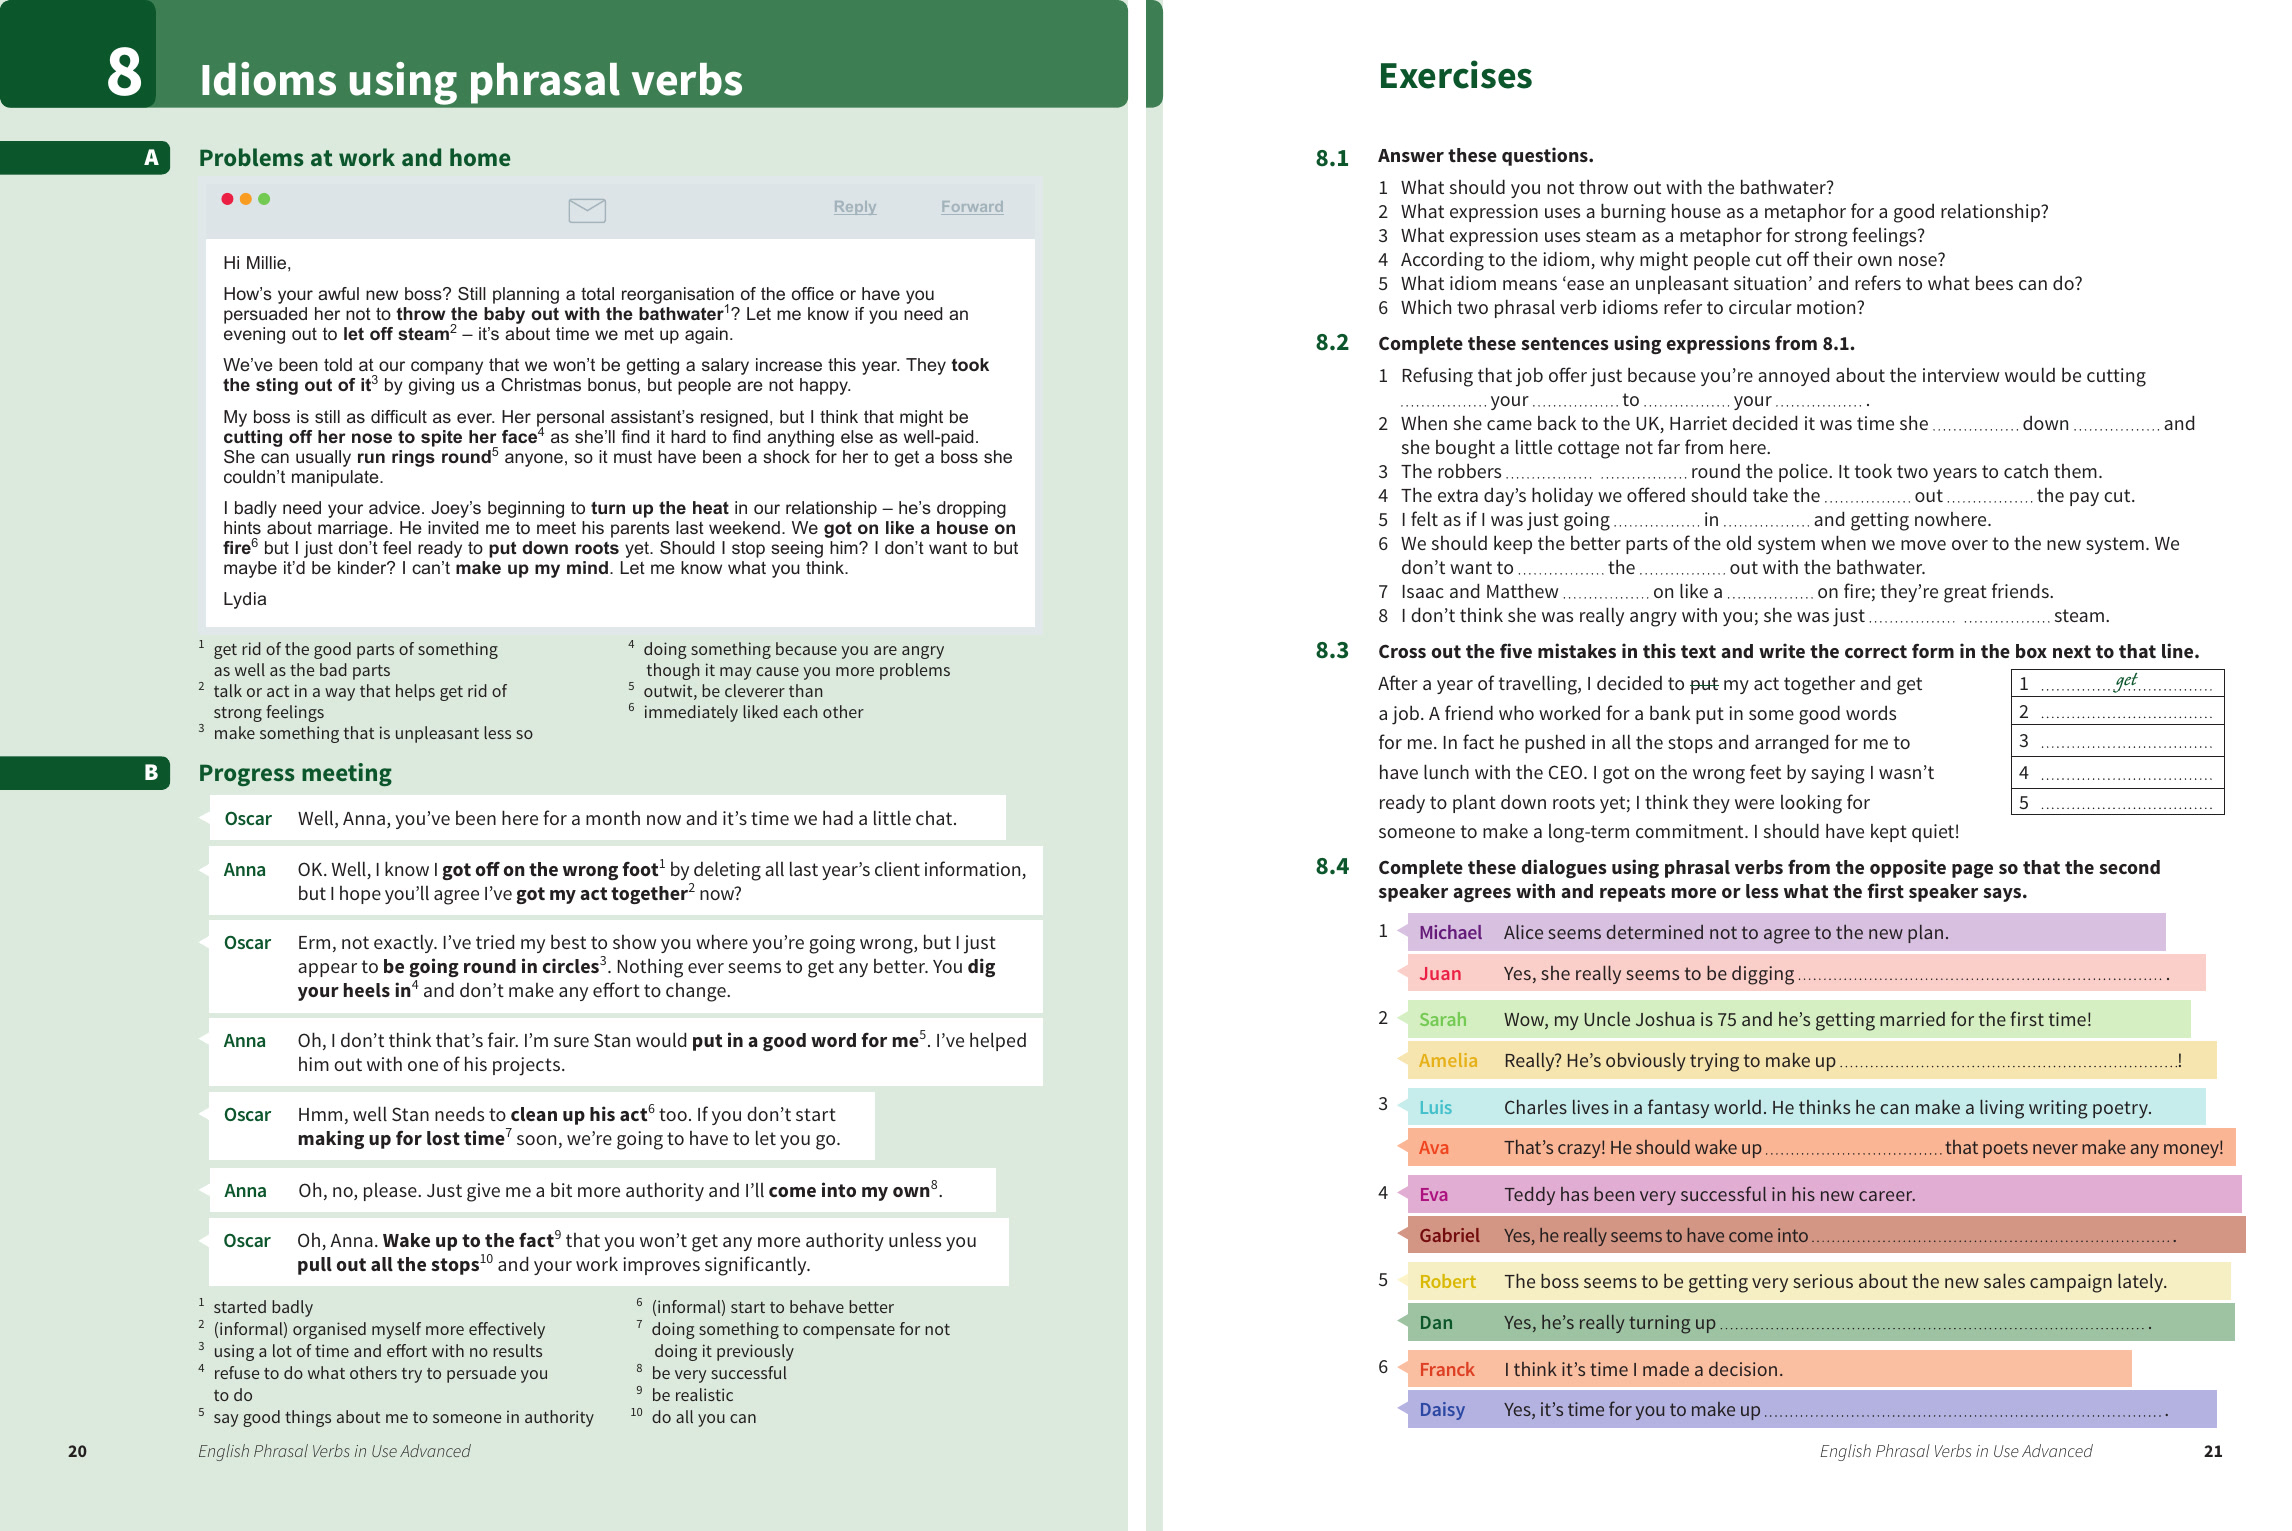 8
Idioms using phrasal verbs
A
Problems at work and home
Reply Forward
Hi Millie,
How’s your awful new boss? Still planning a total reorganisation of the office or have you
persuaded her not to throw the baby out with the bathwater1? Let me know if you need an
evening out to let off steam2 – it’s about time we met up again.
We’ve been told at our company that we won’t be getting a salary increase this year. They took
the sting out of it3 by giving us a Christmas bonus, but people are not happy.
My boss is still as difficult as ever. Her personal assistant’s resigned, but I think that might be
cutting off her nose to spite her face4 as she’ll find it hard to find anything else as well-paid.
She can usually run rings round5 anyone, so it must have been a shock for her to get a boss she
couldn’t manipulate.
I badly need your advice. Joey’s beginning to turn up the heat in our relationship – he’s dropping
hints about marriage. He invited me to meet his parents last weekend. We got on like a house on
fire6 but I just don’t feel ready to put down roots yet. Should I stop seeing him? I don’t want to but
maybe it’d be kinder? I can’t make up my mind. Let me know what you think.
Lydia
1 get rid of the good parts of something
as well as the bad parts
2 talk or act in a way that helps get rid of
strong feelings
3 make something that is unpleasant less so
4 doing something because you are angry
though it may cause you more problems
5 outwit, be cleverer than
6 immediately liked each other
B
Progress meeting
Oscar Well, Anna, you’ve been here for a month now and it’s time we had a little chat.
Anna OK. Well, I know I got off on the wrong foot1 by deleting all last year’s client information,
but I hope you’ll agree I’ve got my act together2 now?
Oscar Erm, not exactly. I’ve tried my best to show you where you’re going wrong, but I just
appear to be going round in circles3. Nothing ever seems to get any better. You dig
your heels in4 and don’t make any effort to change.
Anna Oh, I don’t think that’s fair. I’m sure Stan would put in a good word for me5. I’ve helped
him out with one of his projects.
Oscar Hmm, well Stan needs to clean up his act6 too. If you don’t start
making up for lost time7 soon, we’re going to have to let you go.
Anna Oh, no, please. Just give me a bit more authority and I’ll come into my own8.
Oscar Oh, Anna. Wake up to the fact9 that you won’t get any more authority unless you
pull out all the stops10 and your work improves significantly.
1 started badly
2 (informal) organised myself more effectively
3 using a lot of time and effort with no results
4 refuse to do what others try to persuade you
to do
5 say good things about me to someone in authority
6 (informal) start to behave better
7 doing something to compensate for not
doing it previously
8 be very successful
9 be realistic
10 do all you can
20 English Phrasal Verbs in Use Advanced
Exercises
8.1 Answer these questions.
1 What should you not throw out with the bathwater?
2 What expression uses a burning house as a metaphor for a good relationship?
3 What expression uses steam as a metaphor for strong feelings?
4 According to the idiom, why might people cut off their own nose?
5 What idiom means ‘ease an unpleasant situation’ and refers to what bees can do?
6 Which two phrasal verb idioms refer to circular motion?
8.2 Complete these sentences using expressions from 8.1.
1 Refusing that job offer just because you’re annoyed about the interview would be cutting
................. your ................. to ................. your ................. .
2 When she came back to the UK, Harriet decided it was time she ................. down ................. and
she bought a little cottage not far from here.
3 The robbers ................. ................. round the police. It took two years to catch them.
4 The extra day’s holiday we offered should take the ................. out ................. the pay cut.
5 I felt as if I was just going ................. in ................. and getting nowhere.
6 We should keep the better parts of the old system when we move over to the new system. We
don’t want to ................. the ................. out with the bathwater.
7 Isaac and Matthew ................. on like a ................. on fire; they’re great friends.
8 I don’t think she was really angry with you; she was just ................. ................. steam.
8.3 Cross out the five mistakes in this text and write the correct form in the box next to that line.
After a year of travelling, I decided to put my act together and get
a job. A friend who worked for a bank put in some good words
for me. In fact he pushed in all the stops and arranged for me to
have lunch with the CEO. I got on the wrong feet by saying I wasn’t
ready to plant down roots yet; I think they were looking for
someone to make a long-term commitment. I should have kept quiet!
1 get
2 .................................
3 .................................
4 .................................
5 .................................
8.4 Complete these dialogues using phrasal verbs from the opposite page so that the second
speaker agrees with and repeats more or less what the first speaker says.
1 Michael Alice seems determined not to agree to the new plan.
Juan Yes, she really seems to be digging ................................. .
2 Sarah Wow, my Uncle Joshua is 75 and he’s getting married for the first time!
Amelia Really? He’s obviously trying to make up ................................. !
3 Luis Charles lives in a fantasy world. He thinks he can make a living writing poetry.
Ava That’s crazy! He should wake up ................................. that poets never make any money!
4 Eva Teddy has been very successful in his new career.
Gabriel Yes, he really seems to have come into ................................. .
5 Robert The boss seems to be getting very serious about the new sales campaign lately.
Dan Yes, he’s really turning up ................................. .
6 Franck I think it’s time I made a decision.
Daisy Yes, it’s time for you to make up ................................. .
English Phrasal Verbs in Use Advanced 21